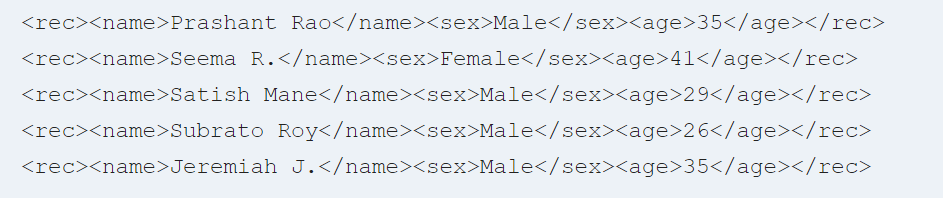 <rec><name>Prashant Rao</name><sex>Male</sex><age>35</age></rec>
<rec><name>Seema R.</name><sex>Female</sex><age>41</age></rec>
<rec><name>Satish Mane</name><sex>Male</sex><age>29</age></rec>
<rec><name>Subrato Roy</name><sex>Male</sex><age>26</age></rec>
<rec><name>Jeremiah J.</name><sex>Male</sex><age>35</age></rec>